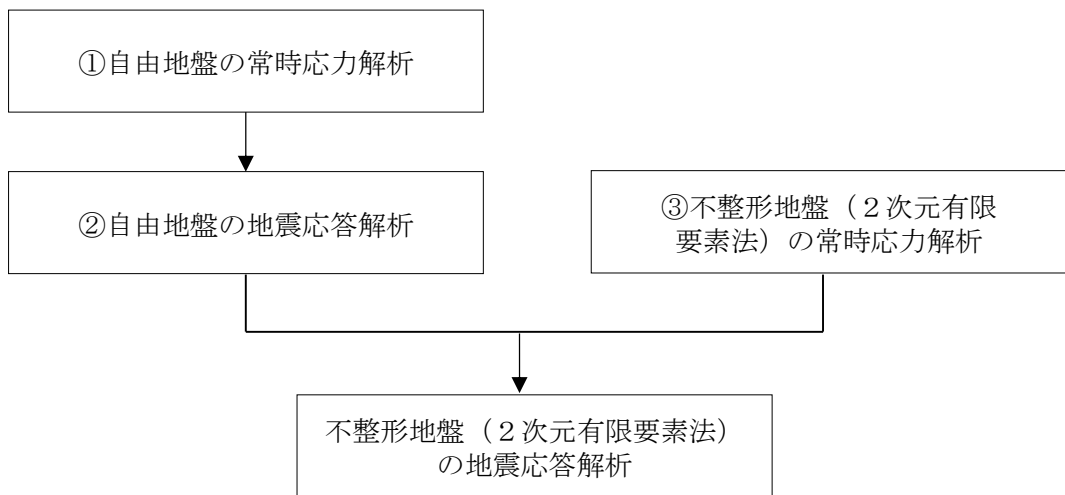 ①自由地盤の常時応力解析
②自由地盤の地震応答解析
③不整形地盤（２次元有限
要素法）の常時応力解析
不整形地盤（２次元有限要素法）
の地震応答解析